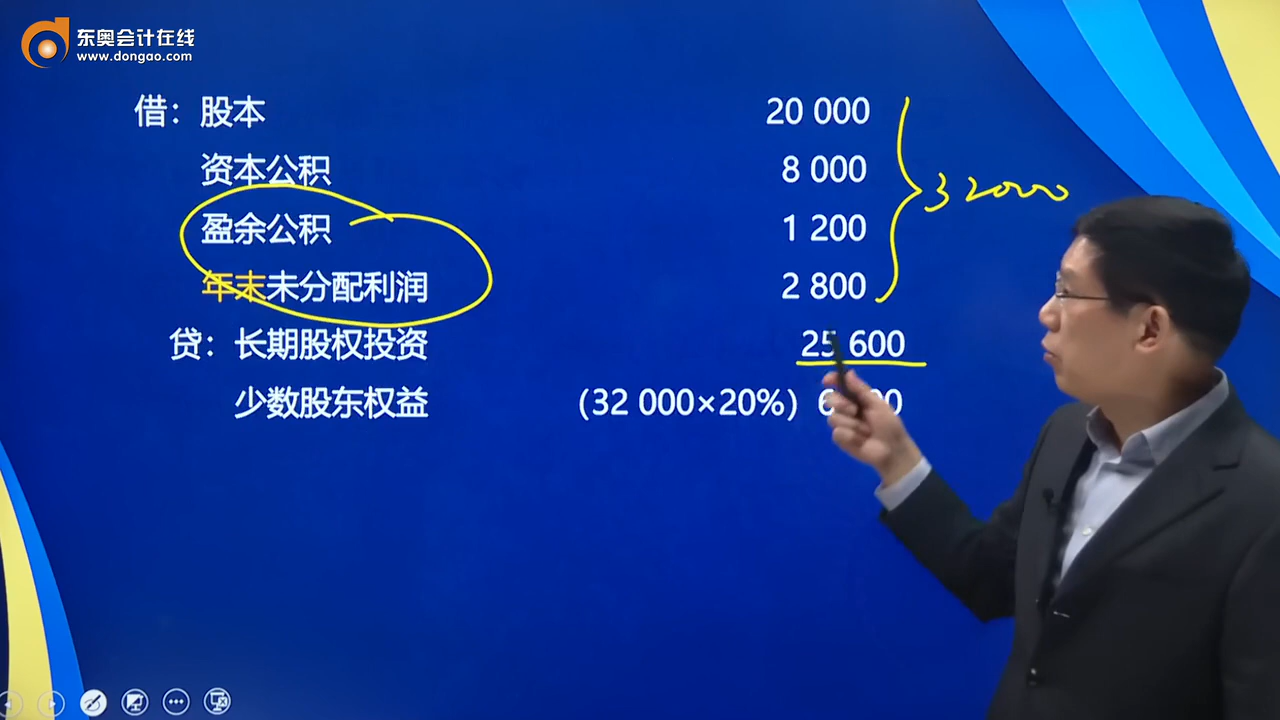 东奥会计在线
www.dongao.com
借：股本 20 000
资本公积 8 000
盈余公积 1 200
年末未分配利润 2 800
32000
贷：长期股权投资 25 600
少数股东权益 (32 000×20%)